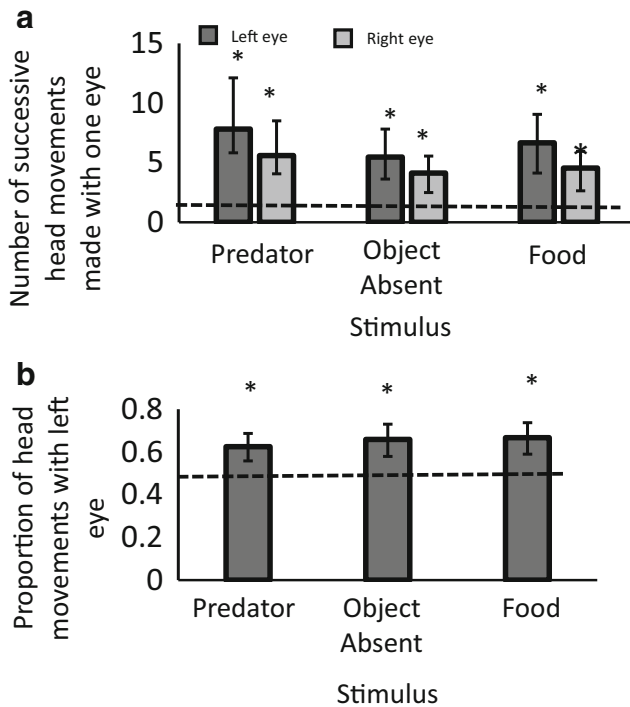 a
Number of successive
head movements
made with one eye
Left eye Right eye
15
10
5
0
* * * * * *
Predator Object Food
Absent
Stimulus
b
Proportion of head
movements with left
eye
* * *
0.8
0.6
0.4
0.2
0
Predator Object Food
Absent
Stimulus